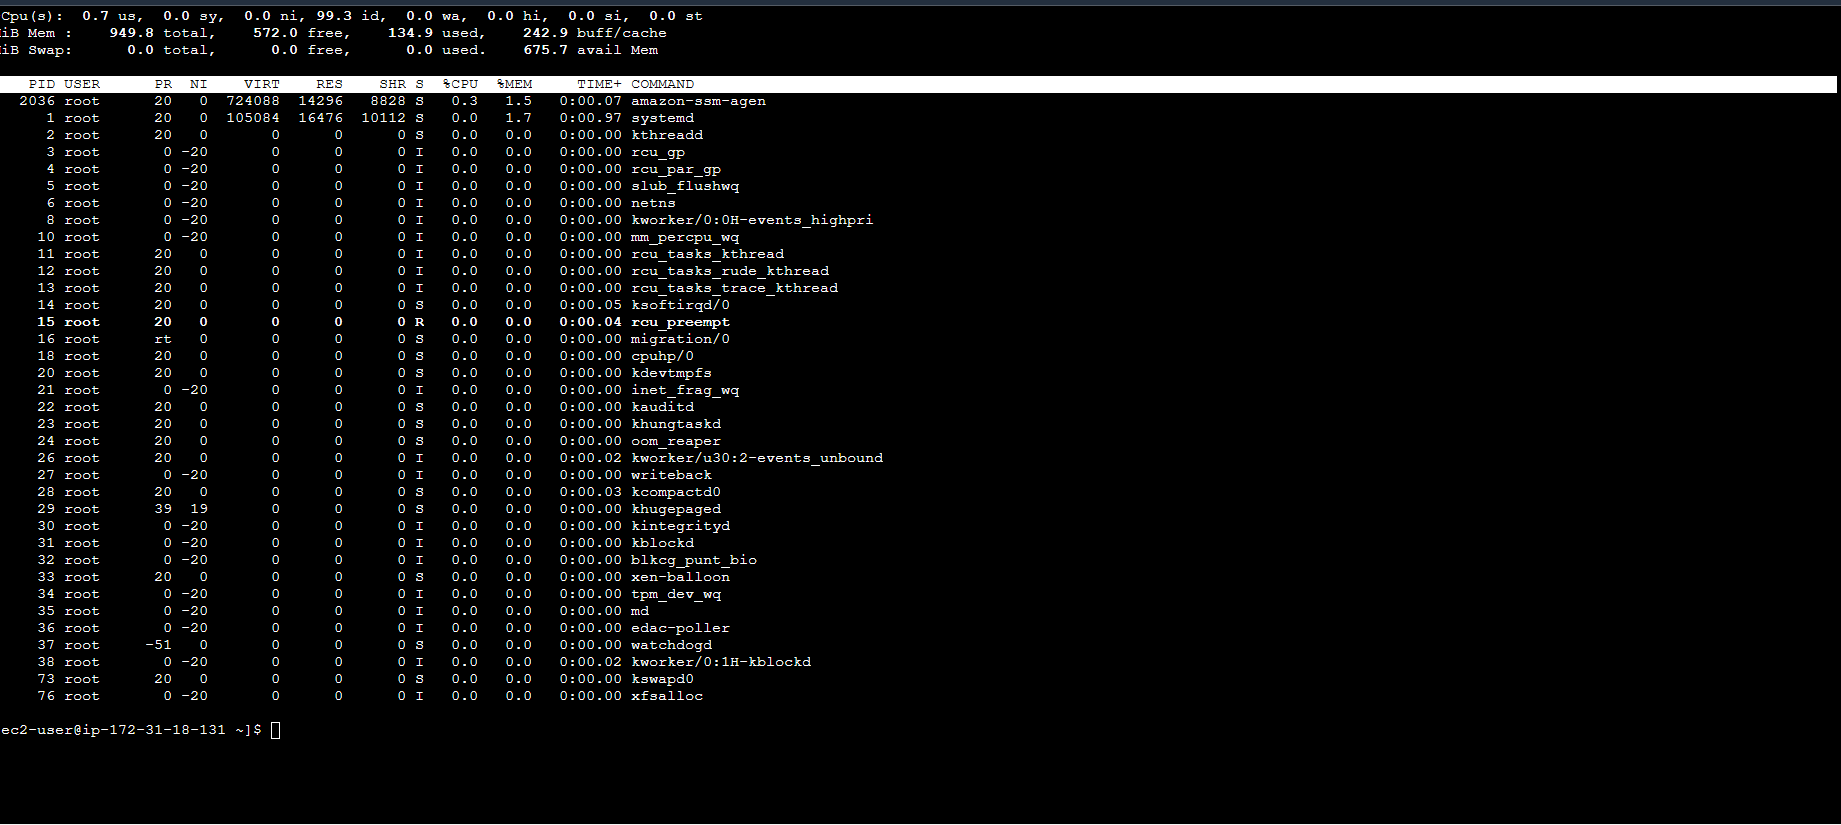 Cpu(s):  0.7 us,  0.0 sy,  0.0 ni, 99.3 id,  0.0 wa,  0.0 hi,  0.0 si,  0.0 st
iB Mem :    949.8 total,    572.0 free,    134.9 used,    242.9 buff/cache
iB Swap:      0.0 total,      0.0 free,      0.0 used.    675.7 avail Mem
PID USER      PR  NI    VIRT    RES    SHR S  %CPU  %MEM     TIME+ COMMAND
2036 root      20   0  724088  14296   8828 S   0.3   1.5   0:00.07 amazon-ssm-agen
1 root      20   0  105084  16476  10112 S   0.0   1.7   0:00.97 systemd
2 root      20   0       0      0      0 S   0.0   0.0   0:00.00 kthreadd
3 root       0 -20       0      0      0 I   0.0   0.0   0:00.00 rcu_gp
4 root       0 -20       0      0      0 I   0.0   0.0   0:00.00 rcu_par_gp
5 root       0 -20       0      0      0 I   0.0   0.0   0:00.00 slub_flushwq
6 root       0 -20       0      0      0 I   0.0   0.0   0:00.00 netns
8 root       0 -20       0      0      0 I   0.0   0.0   0:00.00 kworker/0:0H-events_highpri
10 root       0 -20       0      0      0 I   0.0   0.0   0:00.00 mm_percpu_wq
11 root      20   0       0      0      0 I   0.0   0.0   0:00.00 rcu_tasks_kthread
12 root      20   0       0      0      0 I   0.0   0.0   0:00.00 rcu_tasks_rude_kthread
13 root      20   0       0      0      0 I   0.0   0.0   0:00.00 rcu_tasks_trace_kthread
14 root      20   0       0      0      0 S   0.0   0.0   0:00.05 ksoftirqd/0
15 root      20   0       0      0      0 R   0.0   0.0   0:00.04 rcu_preempt
16 root      rt   0       0      0      0 S   0.0   0.0   0:00.00 migration/0
18 root      20   0       0      0      0 S   0.0   0.0   0:00.00 cpuhp/0
20 root      20   0       0      0      0 S   0.0   0.0   0:00.00 kdevtmpfs
21 root       0 -20       0      0      0 I   0.0   0.0   0:00.00 inet_frag_wq
22 root      20   0       0      0      0 S   0.0   0.0   0:00.00 kauditd
23 root      20   0       0      0      0 S   0.0   0.0   0:00.00 khungtaskd
24 root      20   0       0      0      0 S   0.0   0.0   0:00.00 oom_reaper
26 root      20   0       0      0      0 I   0.0   0.0   0:00.02 kworker/u30:2-events_unbound
27 root       0 -20       0      0      0 I   0.0   0.0   0:00.00 writeback
28 root      20   0       0      0      0 S   0.0   0.0   0:00.03 kcompactd0
29 root      39  19       0      0      0 S   0.0   0.0   0:00.00 khugepaged
30 root       0 -20       0      0      0 I   0.0   0.0   0:00.00 kintegrityd
31 root       0 -20       0      0      0 I   0.0   0.0   0:00.00 kblockd
32 root       0 -20       0      0      0 I   0.0   0.0   0:00.00 blkcg_punt_bio
33 root      20   0       0      0      0 S   0.0   0.0   0:00.00 xen-balloon
34 root       0 -20       0      0      0 I   0.0   0.0   0:00.00 tpm_dev_wq
35 root       0 -20       0      0      0 I   0.0   0.0   0:00.00 md
36 root       0 -20       0      0      0 I   0.0   0.0   0:00.00 edac-poller
37 root     -51   0       0      0      0 S   0.0   0.0   0:00.00 watchdogd
38 root       0 -20       0      0      0 I   0.0   0.0   0:00.02 kworker/0:1H-kblockd
73 root      20   0       0      0      0 S   0.0   0.0   0:00.00 kswapd0
76 root       0 -20       0      0      0 I   0.0   0.0   0:00.00 xfsalloc
ec2-user@ip-172-31-18-131 ~]$